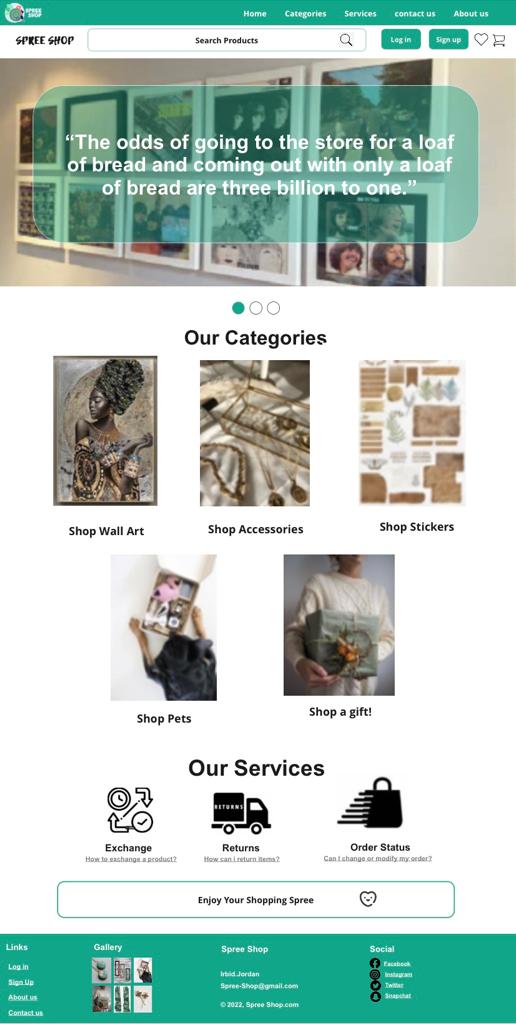 SPREE
SHOP
Home Categories Services contact us About us
SPREE SHOP Search Products Log in Sign up
“The odds of going to the store for a loaf
of bread and coming out with only a loaf
of bread are three billion to one.”
Our Categories
Shop Wall Art Shop Accessories Shop Stickers
Shop Pets Shop a gift!
Our Services
RETURNS
Exchange Returns Order Status
How to exchange a product? How can i return items? Can I change or modify my order?
Enjoy Your Shopping Spree
Links Gallery Spree Shop Social
Log in Facebook
Irbid.Jordan Instagram
Sign Up Spree-Shop@gmail.com Twitter
About us Snapchat
© 2022, Spree Shop.com
Contact us